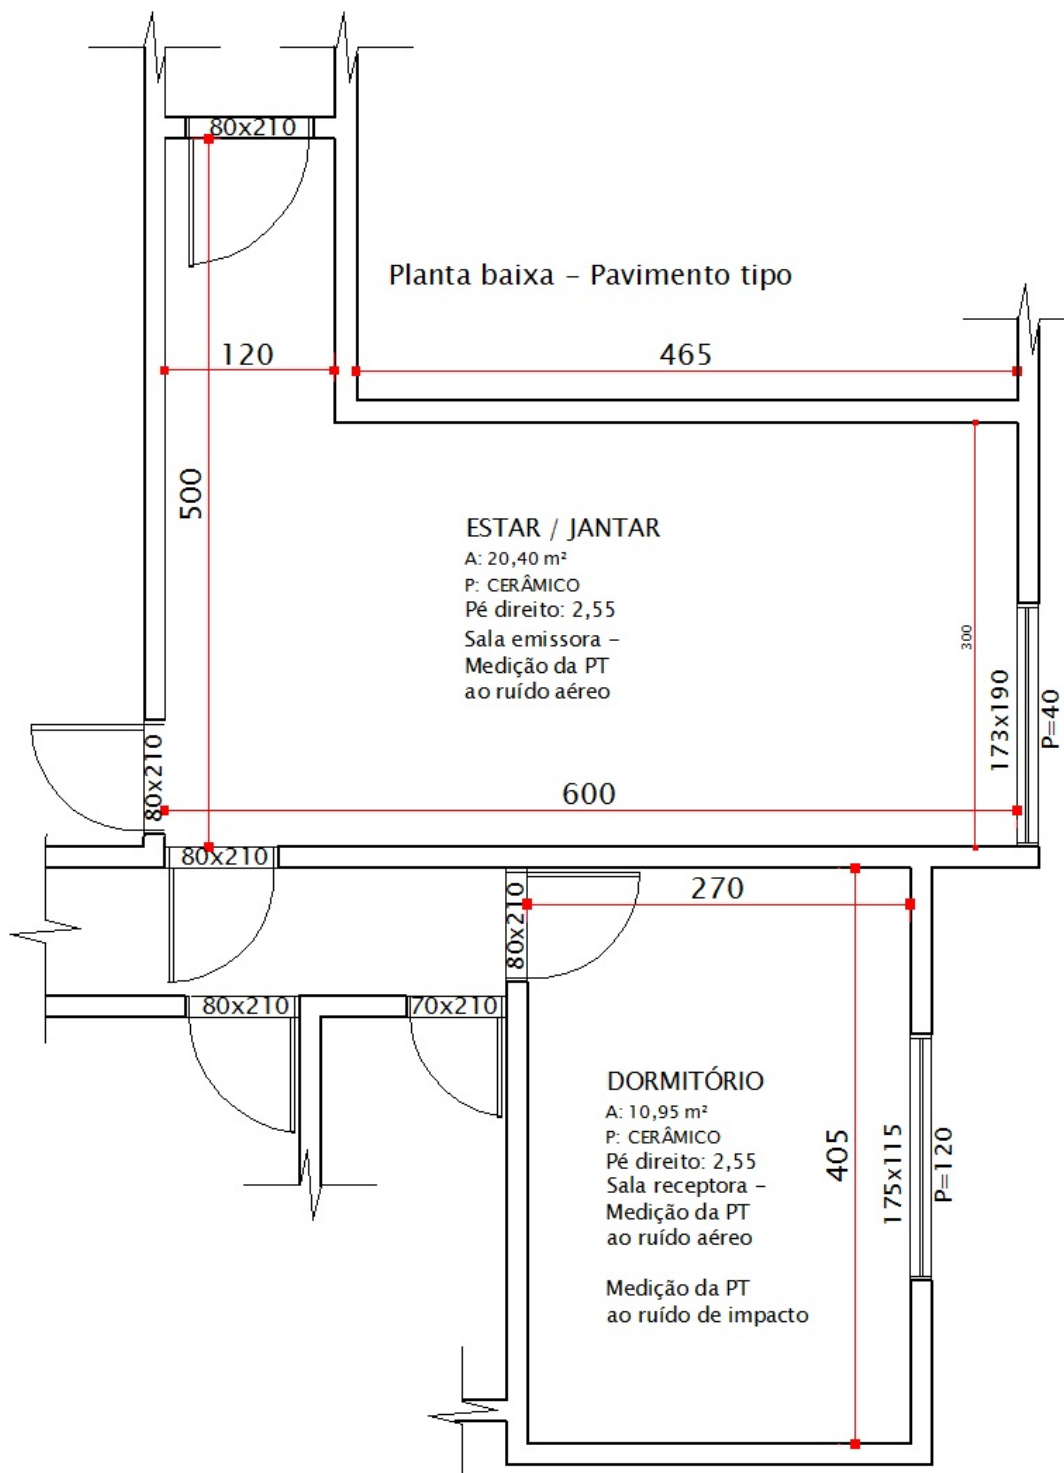 80x210
Planta baixa – Pavimento tipo
120
465
500
ESTAR / JANTAR
A: 20,40 m²
P: CERÂMICO
Pé direito: 2,55
Sala emissora –
Medição da PT
ao ruído aéreo
300
173x190
P=40
80x210
600
80x210
270
80x210
80x210
70x210
DORMITÓRIO
A: 10,95 m²
P: CERÂMICO
Pé direito: 2,55
Sala receptora –
Medição da PT
ao ruído aéreo
Medição da PT
ao ruído de impacto
405
175x115
P=120